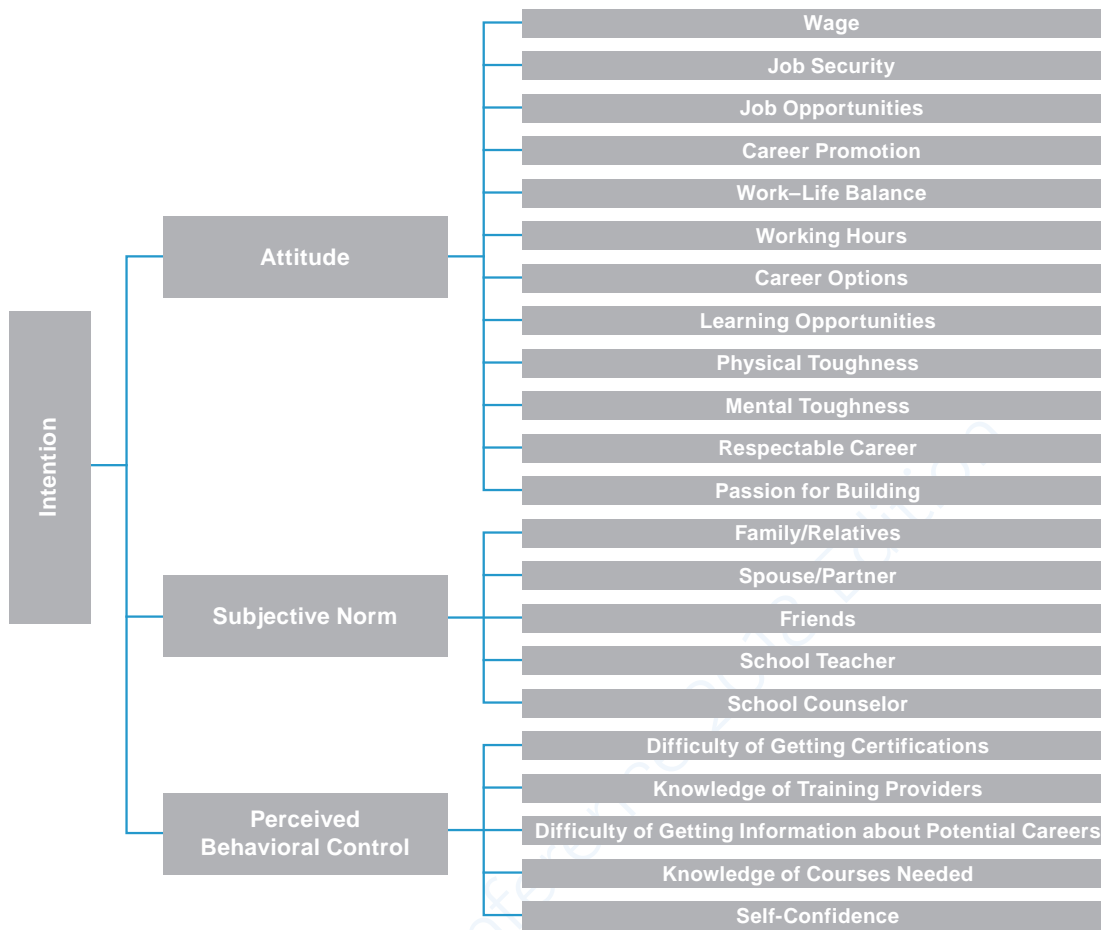 Wage
Job Security
Job Opportunities
Career Promotion
Work–Life Balance
Working Hours
Attitude
Career Options
Learning Opportunities
Physical Toughness
Mental Toughness
Respectable Career
Intention
Passion for Building
Family/Relatives
Spouse/Partner
Subjective Norm
Friends
School Teacher
School Counselor
Difficulty of Getting Certifications
Knowledge of Training Providers
Perceived
Behavioral Control
Difficulty of Getting Information about Potential Careers
Knowledge of Courses Needed
Self-Confidence
2018 Edition